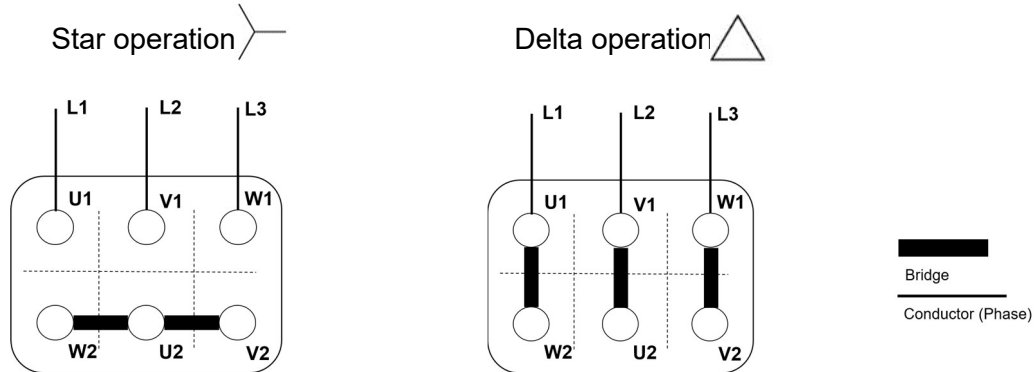 Star operation
Delta operation
L1 L2 L3
U1 V1 W1
W2 U2 V2
L1 L2 L3
U1 V1 W1
W2 U2 V2
Bridge
Conductor (Phase)